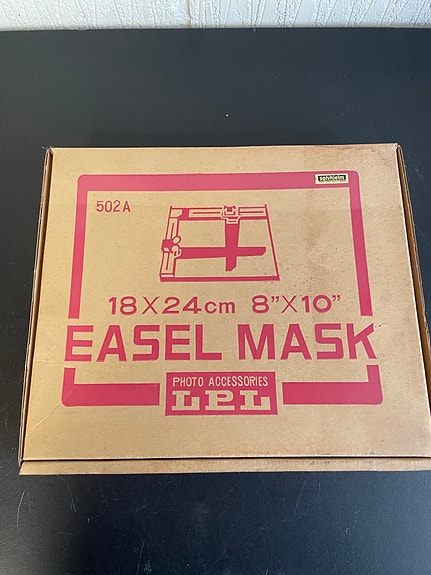 502A
18X24cm 8"X10"
EASEL MASK
PHOTO ACCESSORIES
LPL